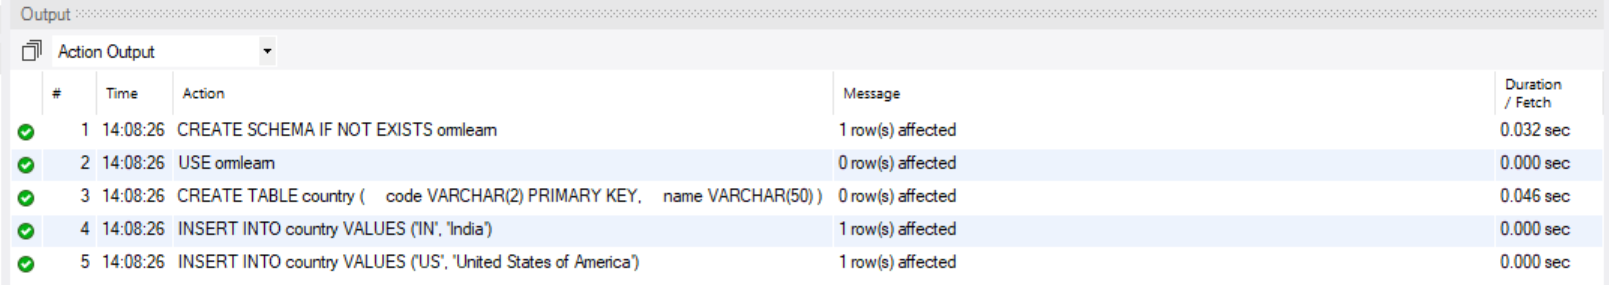 Output
Action Output
# Time Action Message Duration / Fetch
1 14:08:26 CREATE SCHEMA IF NOT EXISTS ormlearn 1 row(s) affected 0.032 sec
2 14:08:26 USE ormlearn 0 row(s) affected 0.000 sec
3 14:08:26 CREATE TABLE country (     code VARCHAR(2) PRIMARY KEY,     name VARCHAR(50) ) 0 row(s) affected 0.046 sec
4 14:08:26 INSERT INTO country VALUES ('IN', 'India') 1 row(s) affected 0.000 sec
5 14:08:26 INSERT INTO country VALUES ('US', 'United States of America') 1 row(s) affected 0.000 sec